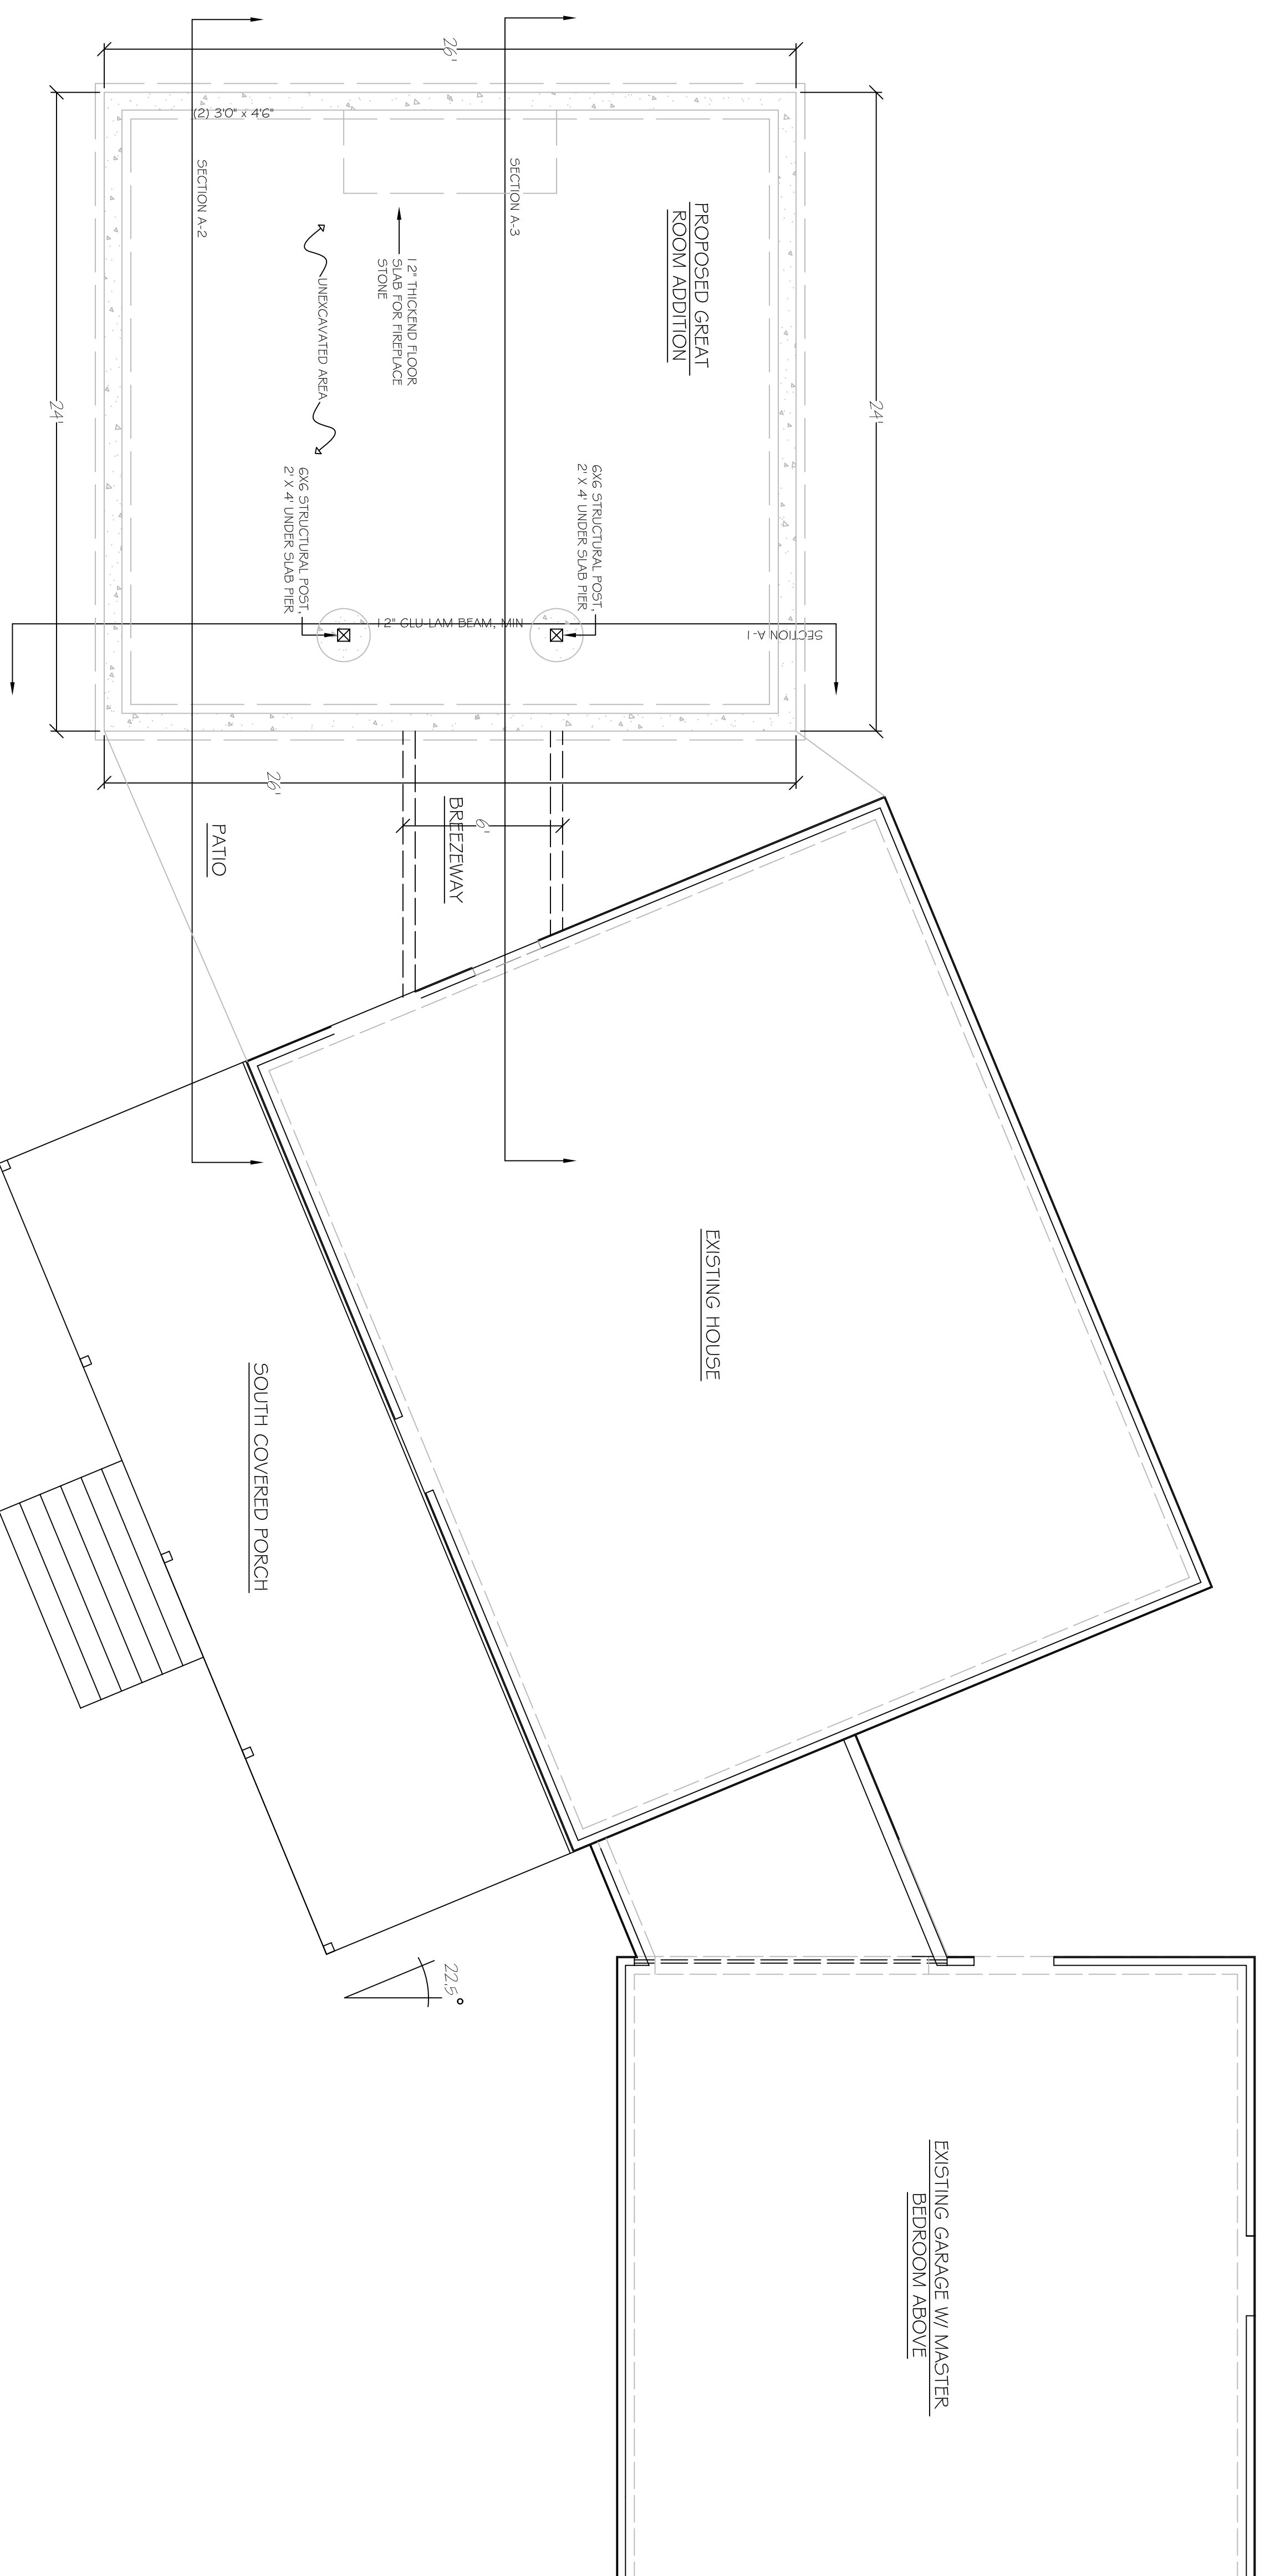 26'
24'
24'
(2) 3'0" x 4'6"
SECTION A-2
SECTION A-3
PROPOSED GREAT
ROOM ADDITION
12" THICKEND FLOOR
SLAB FOR FIREPLACE
STONE
UNEXCAVATED AREA
6X6 STRUCTURAL POST,
2' X 4' UNDER SLAB PIER
6X6 STRUCTURAL POST,
2' X 4' UNDER SLAB PIER
12" GLU-LAM BEAM, MIN
SECTION A-1
26'
6'
BREEZEWAY
PATIO
EXISTING HOUSE
SOUTH COVERED PORCH
22.5°
EXISTING GARAGE W/ MASTER
BEDROOM ABOVE